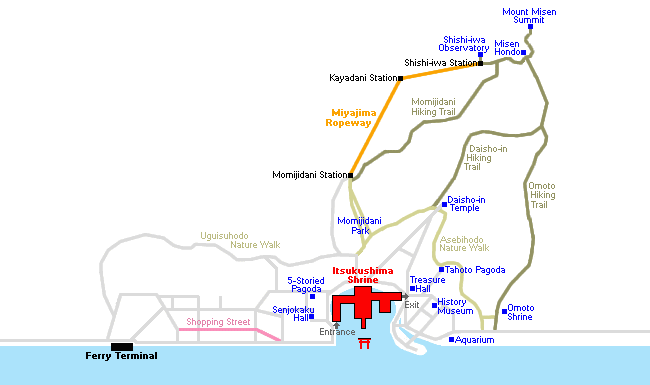 Mount Misen
Summit
Shishi-iwa
Observatory
Misen
Hondo
Shishi-iwa Station
Kayadani Station
Momijidani
Hiking Trail
Miyajima
Ropeway
Daisho-in
Hiking
Trail
Momijidani Station
Omoto
Hiking
Trail
Daisho-in
Temple
Momijidani
Park
Uguisuhodo
Nature Walk
Asebihodo
Nature Walk
Itsukushima
Shrine
Tahoto Pagoda
5-Storied
Pagoda
Treasure
Hall
Senjokaku
Hall
Exit
History
Museum
Omoto
Shrine
Shopping Street
Entrance
Aquarium
Ferry Terminal